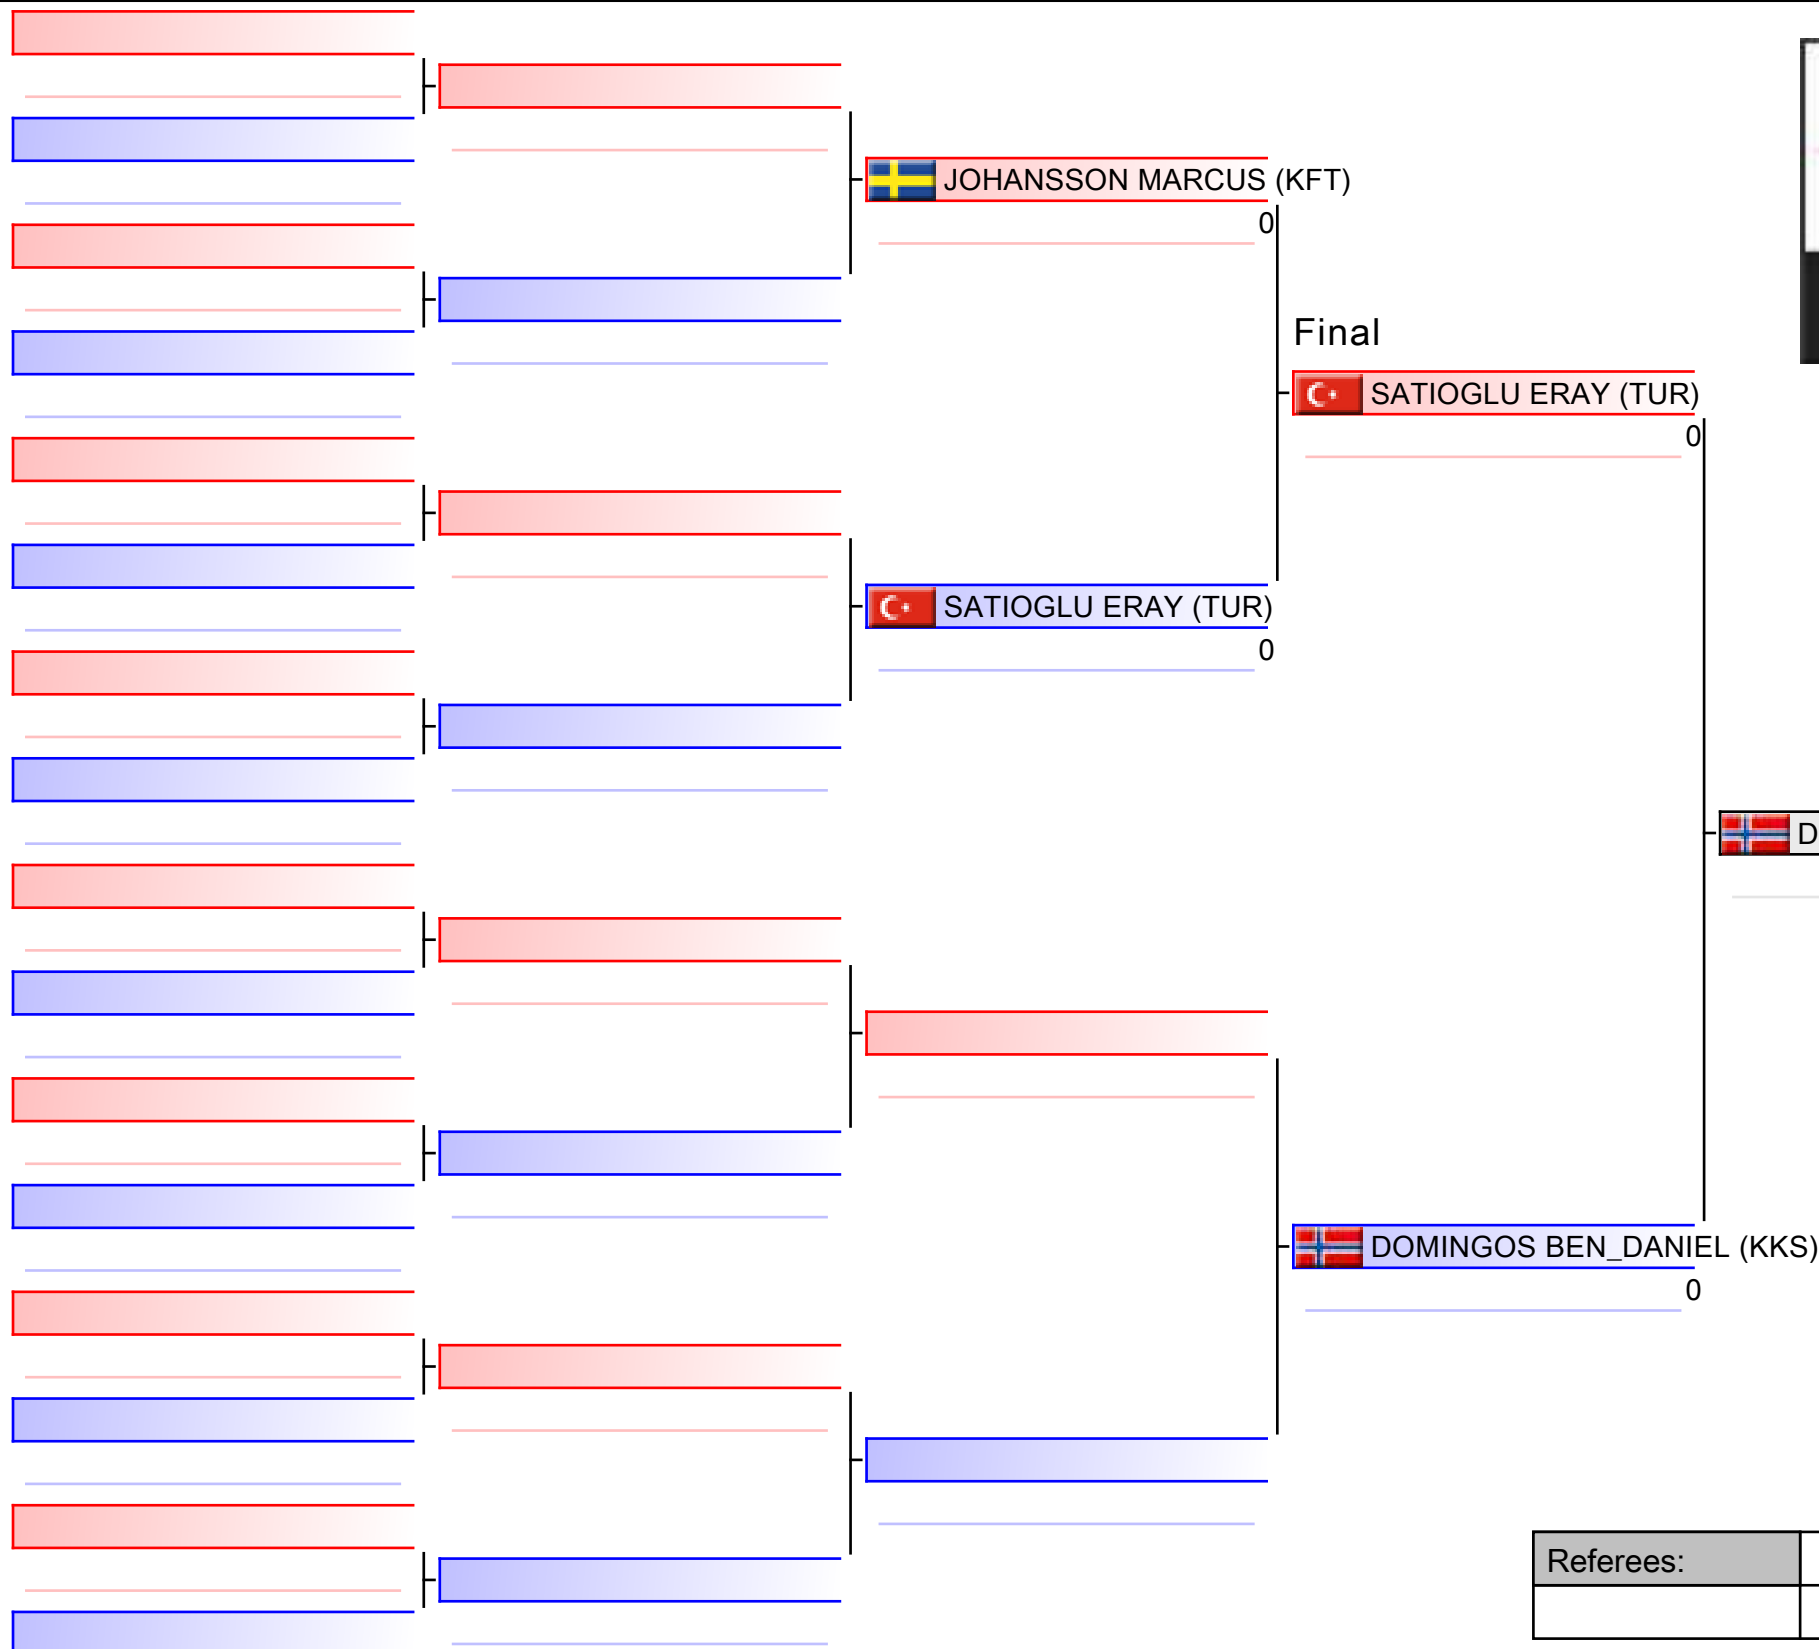 JOHANSSON MARCUS (KFT)
0
Final
SATIOGLU ERAY (TUR)
0
SATIOGLU ERAY (TUR)
0
D
DOMINGOS BEN_DANIEL (KKS)
0
Referees: